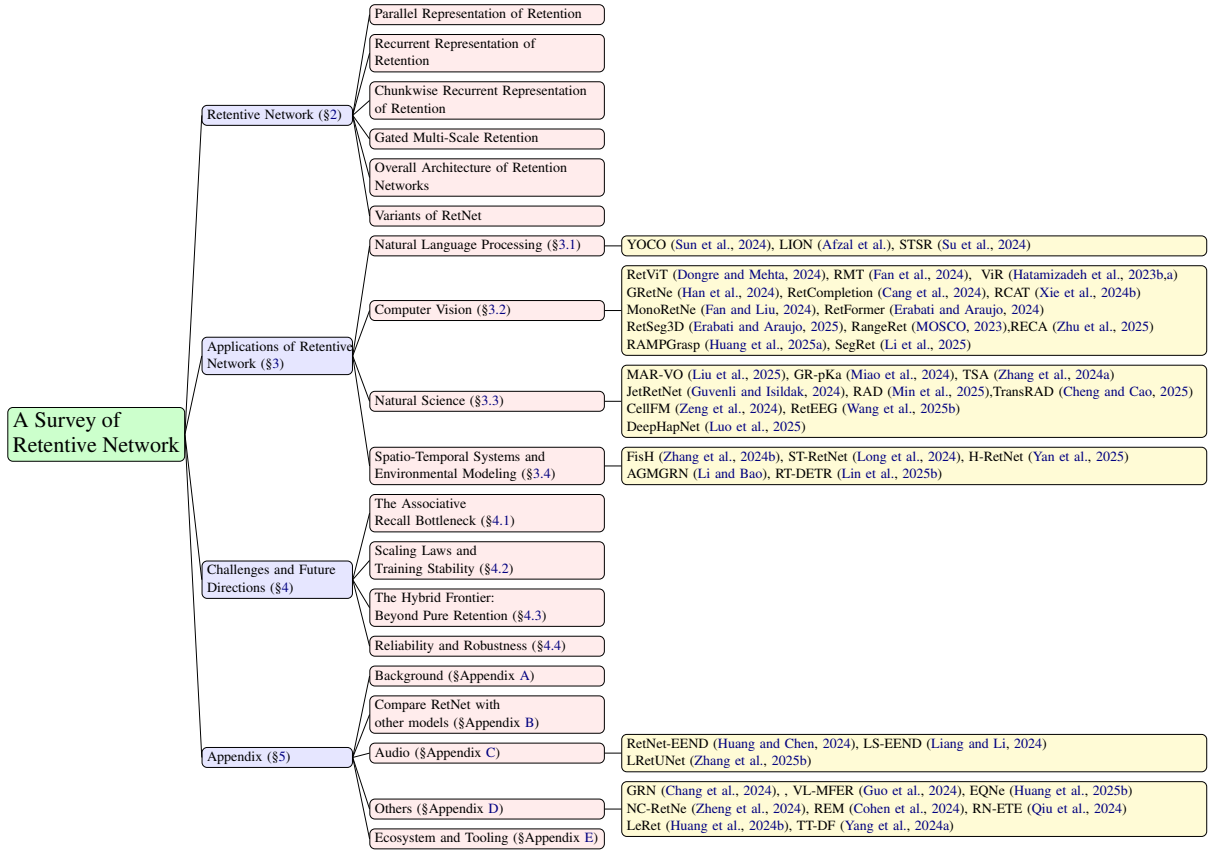 A Survey of
Retentive Network
Retentive Network (§2)
Parallel Representation of Retention
Recurrent Representation of
Retention
Chunkwise Recurrent Representation
of Retention
Gated Multi-Scale Retention
Overall Architecture of Retention
Networks
Variants of RetNet
Applications of Retentive
Network (§3)
Natural Language Processing (§3.1)
YOCO (Sun et al., 2024), LION (Afzal et al.), STSR (Su et al., 2024)
Computer Vision (§3.2)
RetViT (Dongre and Mehta, 2024), RMT (Fan et al., 2024), ViR (Hatamizadeh et al., 2023b,a)
GRetNe (Han et al., 2024), RetCompletion (Cang et al., 2024), RCAT (Xie et al., 2024b)
MonoRetNe (Fan and Liu, 2024), RetFormer (Erabati and Araujo, 2024)
RetSeg3D (Erabati and Araujo, 2025), RangeRet (MOSCO, 2023),RECA (Zhu et al., 2025)
RAMPGrasp (Huang et al., 2025a), SegRet (Li et al., 2025)
Natural Science (§3.3)
MAR-VO (Liu et al., 2025), GR-pKa (Miao et al., 2024), TSA (Zhang et al., 2024a)
JetRetNet (Guvenli and Isildak, 2024), RAD (Min et al., 2025),TransRAD (Cheng and Cao, 2025)
CellFM (Zeng et al., 2024), RetEEG (Wang et al., 2025b)
DeepHapNet (Luo et al., 2025)
Spatio-Temporal Systems and
Environmental Modeling (§3.4)
FisH (Zhang et al., 2024b), ST-RetNet (Long et al., 2024), H-RetNet (Yan et al., 2025)
AGMGRN (Li and Bao), RT-DETR (Lin et al., 2025b)
Challenges and Future
Directions (§4)
The Associative
Recall Bottleneck (§4.1)
Scaling Laws and
Training Stability (§4.2)
The Hybrid Frontier:
Beyond Pure Retention (§4.3)
Reliability and Robustness (§4.4)
Appendix (§5)
Background (§Appendix A)
Compare RetNet with
other models (§Appendix B)
Audio (§Appendix C)
RetNet-EEND (Huang and Chen, 2024), LS-EEND (Liang and Li, 2024)
LRetUNet (Zhang et al., 2025b)
Others (§Appendix D)
GRN (Chang et al., 2024), , VL-MFER (Guo et al., 2024), EQNe (Huang et al., 2025b)
NC-RetNe (Zheng et al., 2024), REM (Cohen et al., 2024), RN-ETE (Qiu et al., 2024)
LeRet (Huang et al., 2024b), TT-DF (Yang et al., 2024a)
Ecosystem and Tooling (§Appendix E)